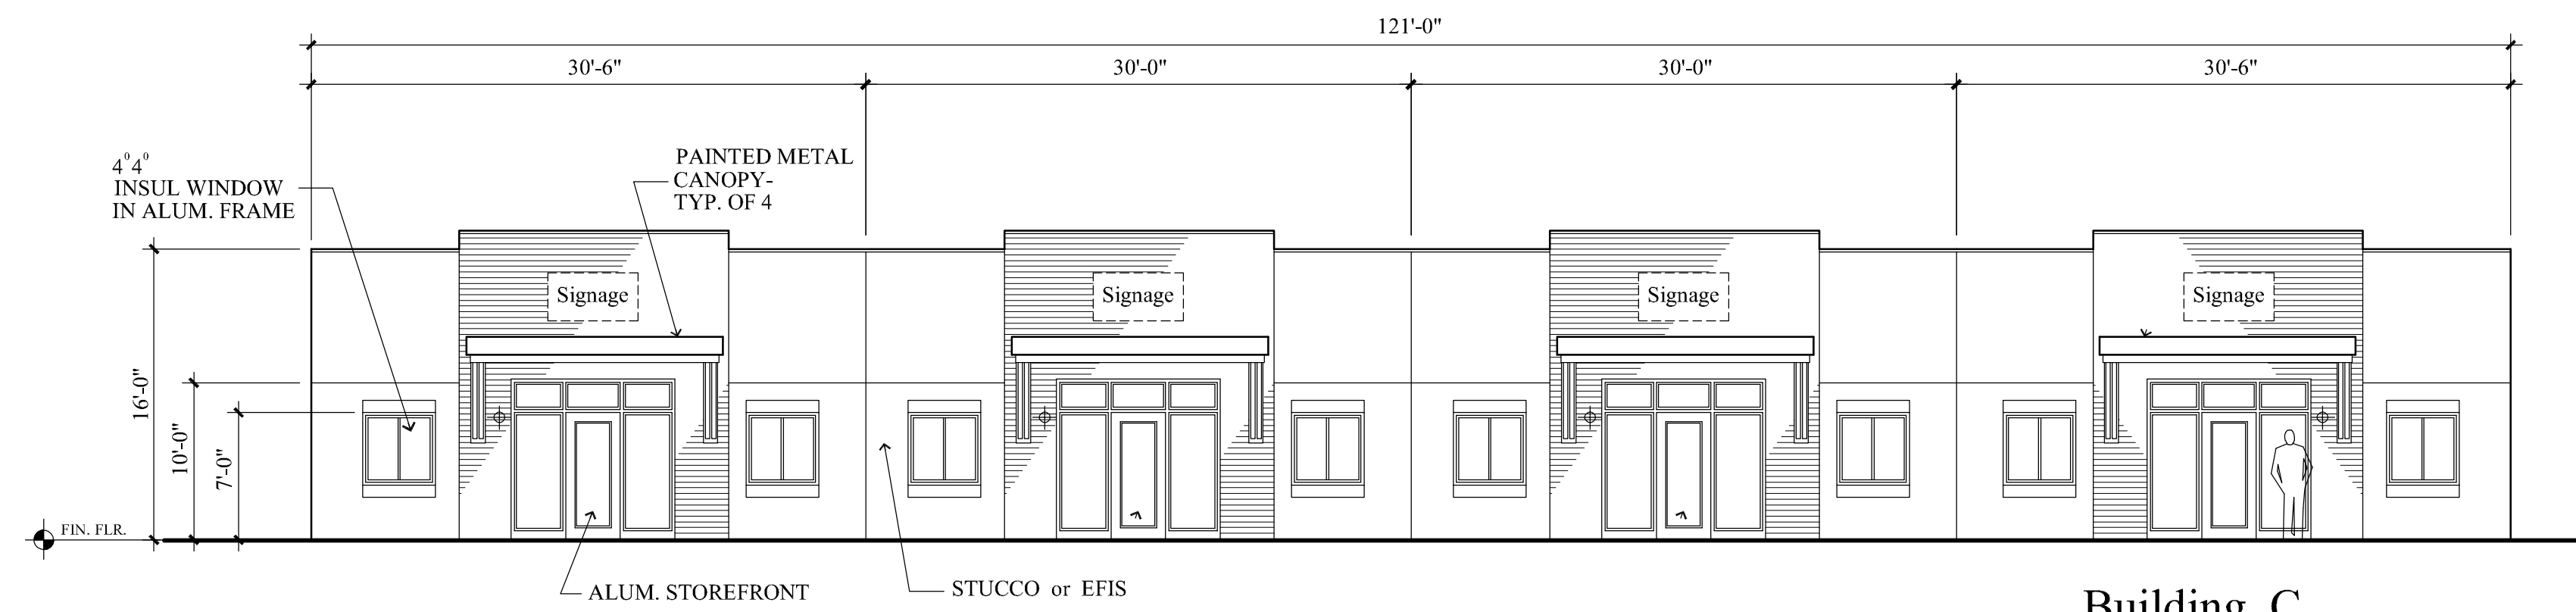 121'-0"
30'-6"
30'-0"
30'-0"
30'-6"
PAINTED METAL
CANOPY-
TYP. OF 4
4⁰4⁰
INSUL WINDOW
IN ALUM. FRAME
Signage
Signage
Signage
Signage
16'-0"
10'-0"
7'-0"
FIN. FLR.
ALUM. STOREFRONT
STUCCO or EFIS
Building C